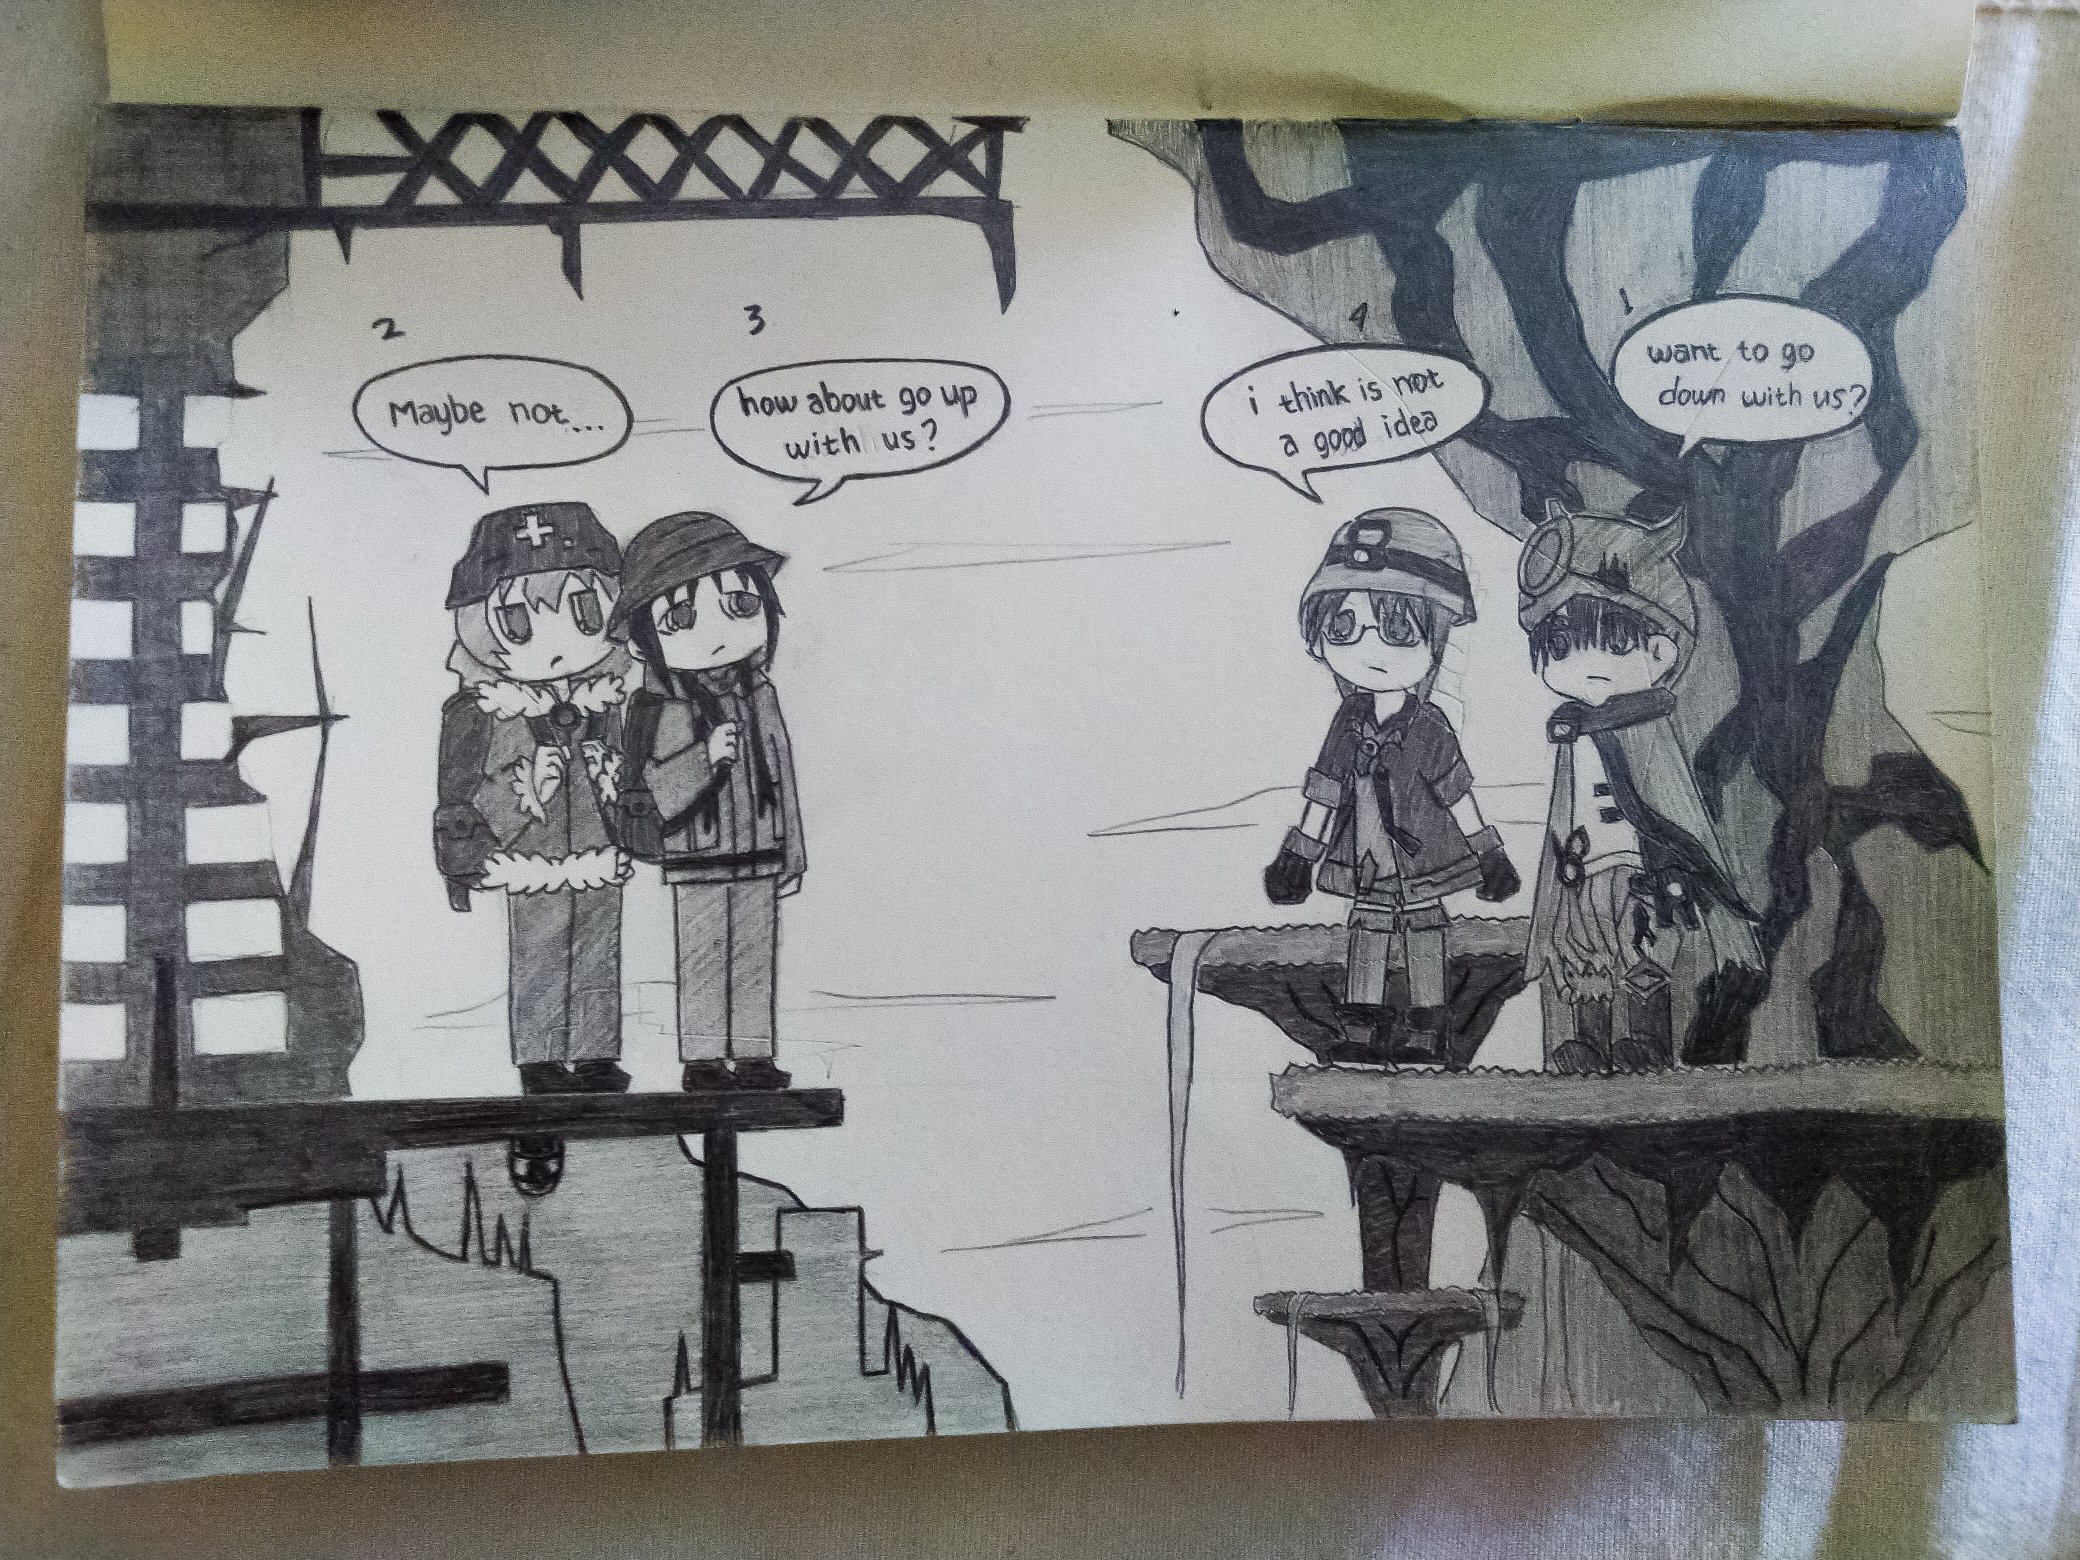 1
want to go
down with us?
2
Maybe not...
3
how about go up
with us?
4
i think is not
a good idea